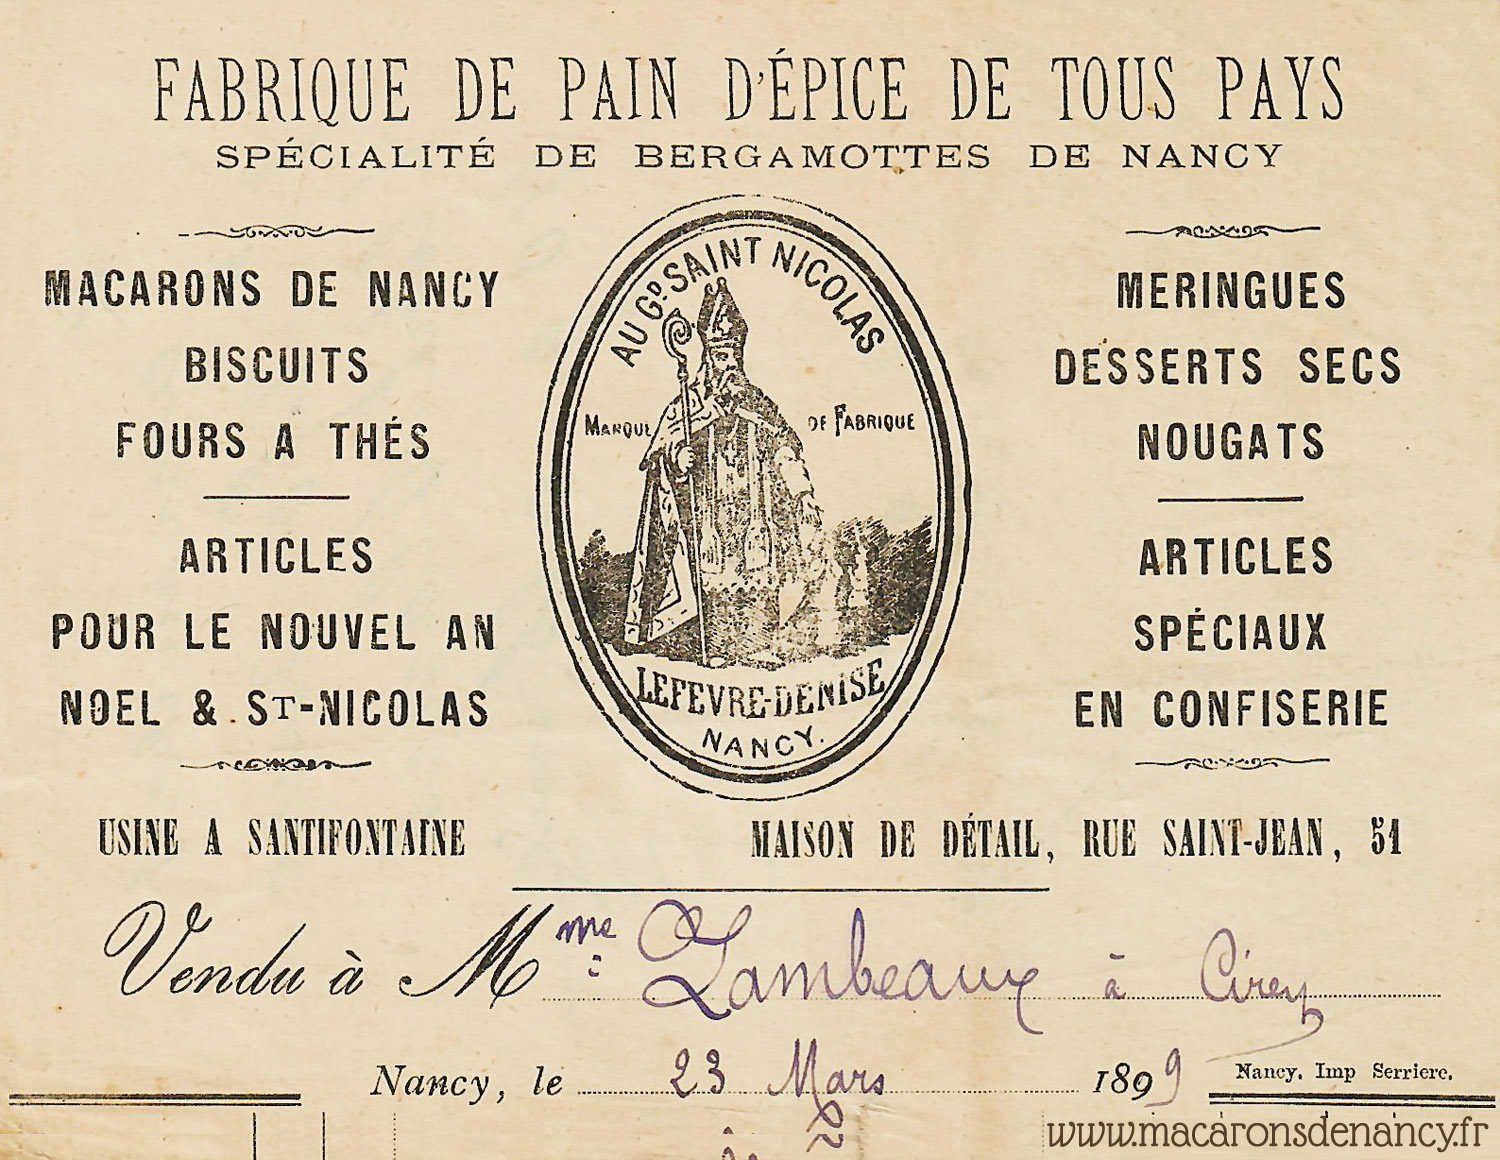 FABRIQUE DE PAIN D'ÉPICE DE TOUS PAYS
SPÉCIALITÉ DE BERGAMOTTES DE NANCY
MACARONS DE NANCY
BISCUITS
FOURS A THÉS
ARTICLES
POUR LE NOUVEL AN
NOEL & ST-NICOLAS
AU GD SAINT NICOLAS
MARQUE DE FABRIQUE
LEFEVRE-DENISE
NANCY.
MERINGUES
DESSERTS SECS
NOUGATS
ARTICLES
SPÉCIAUX
EN CONFISERIE
USINE A SANTIFONTAINE
MAISON DE DÉTAIL, RUE SAINT-JEAN, 51
Vendu à Mme Lambeaux à Cirey
Nancy, le 23 Mars 1899
Nancy. Imp Serriere.
www.macaronsdenancy.fr